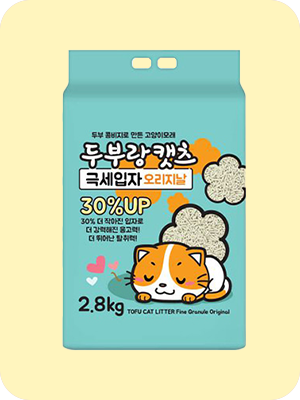 두부 콩비지로 만든 고양이모래
두부랑캣츠
극세입자 오리지날
30%UP
30% 더 작아진 입자로
더 강력해진 응고력!
더 뛰어난 탈취력!
2.8kg
TOFU CAT LITTER Fine Granule Original